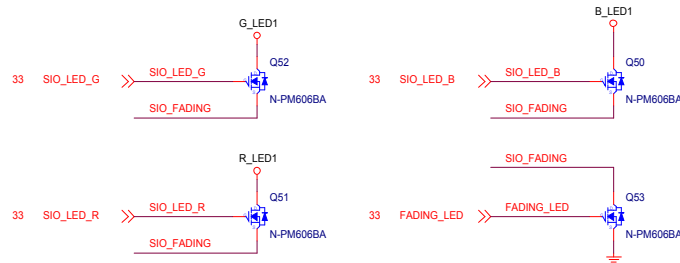 G_LED1
Q52
33 SIO_LED_G SIO_LED_G
N-PM606BA
SIO_FADING
B_LED1
Q50
33 SIO_LED_B SIO_LED_B
N-PM606BA
SIO_FADING
R_LED1
Q51
33 SIO_LED_R SIO_LED_R
N-PM606BA
SIO_FADING
SIO_FADING
Q53
33 FADING_LED FADING_LED
N-PM606BA